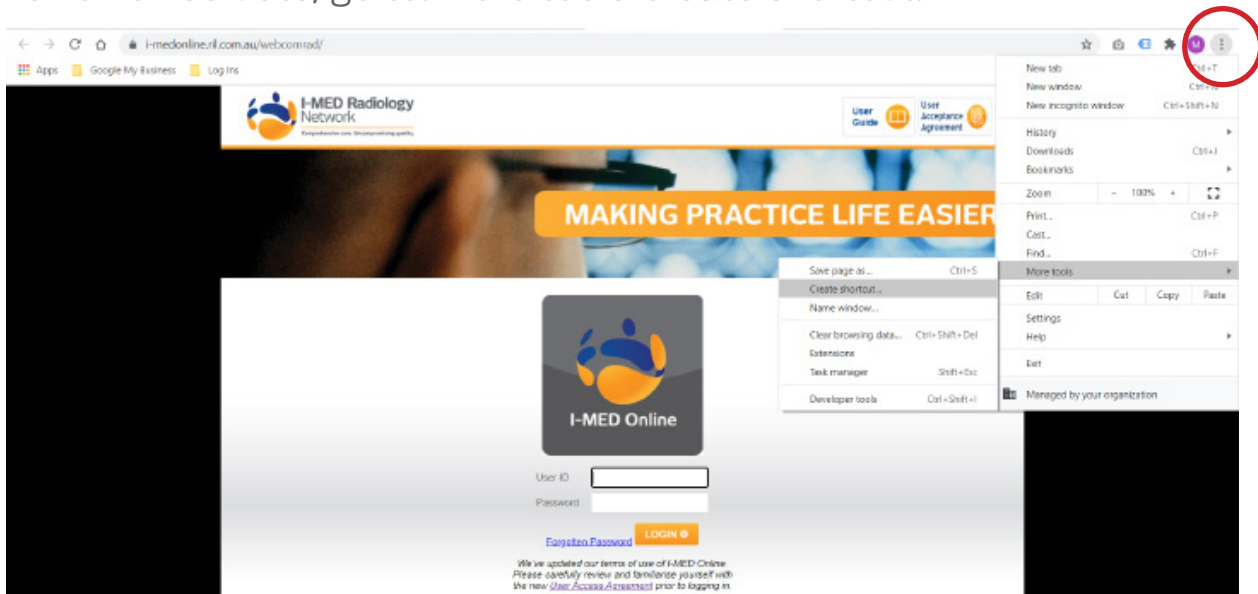 i-medonline.ril.com.au/webcomrad/
M
Apps Google My Business Log Ins
I-MED Radiology
Network
User
Guide
User
Acceptance
Agreement
MAKING PRACTICE LIFE EASIER
I-MED Online
User ID
Password
LOGIN
Forgotten Password
We've updated our terms of use of I-MED Online.
Please carefully review and familiarise yourself with
the new User Access Agreement prior to logging in.
New tab Ctrl+T
New window
New incognito window Ctrl+Shift+N
History
Downloads Ctrl+J
Bookmarks
Zoom - 100% +
Print... Ctrl+P
Cast...
Find... Ctrl+F
More tools
Edit Cut Copy Paste
Settings
Help
Exit
Managed by your organization
Save page as... Ctrl+S
Create shortcut...
Name window...
Clear browsing data... Ctrl+Shift+Del
Extensions
Task manager Shift+Esc
Developer tools Ctrl+Shift+I